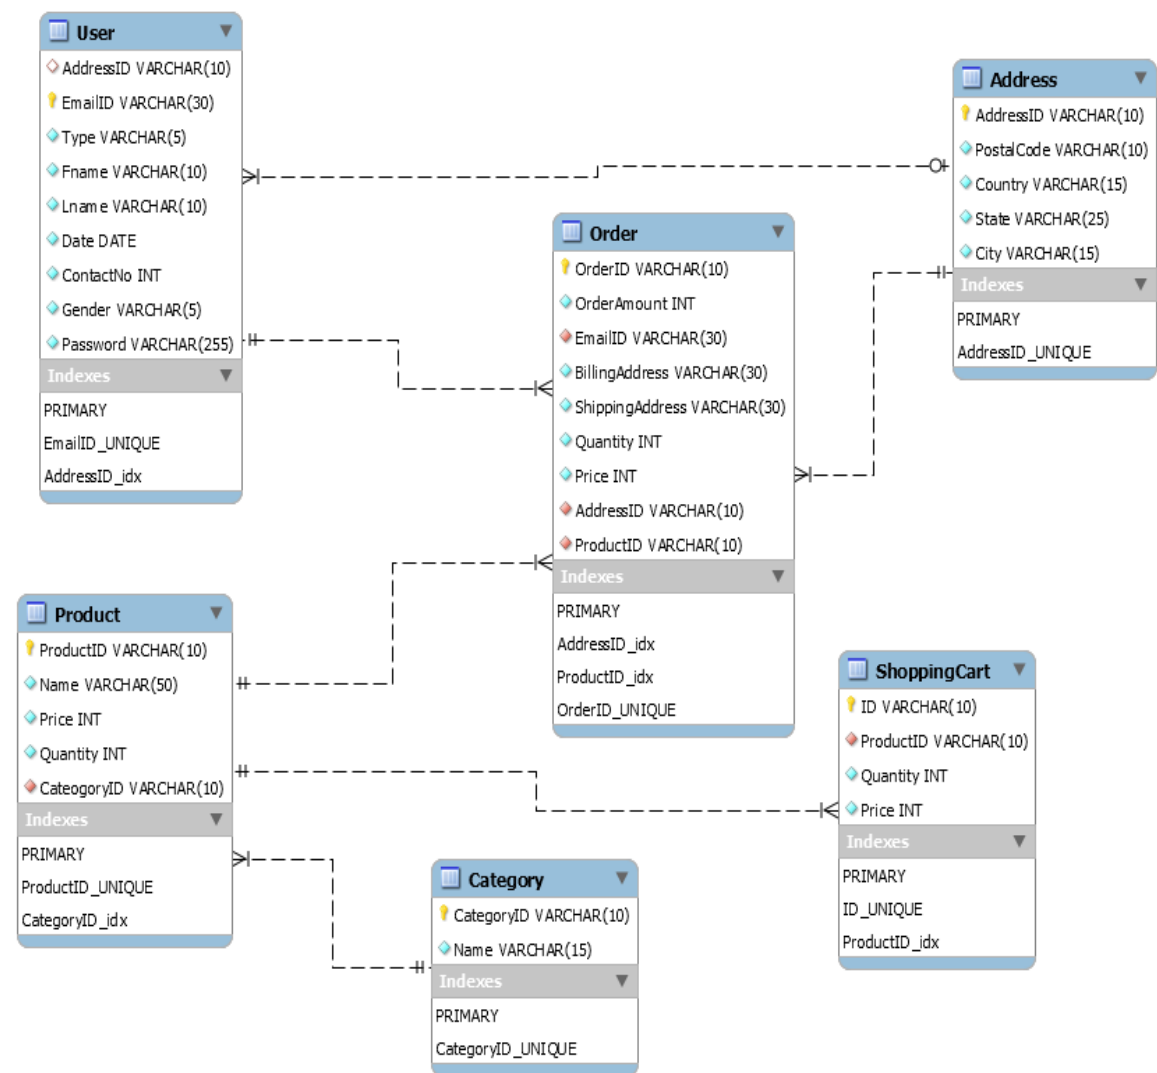 User
AddressID VARCHAR(10)
EmailID VARCHAR(30)
Type VARCHAR(5)
Fname VARCHAR(10)
Lname VARCHAR(10)
Date DATE
ContactNo INT
Gender VARCHAR(5)
Password VARCHAR(255)
Indexes
PRIMARY
EmailID_UNIQUE
AddressID_idx
Address
AddressID VARCHAR(10)
PostalCode VARCHAR(10)
Country VARCHAR(15)
State VARCHAR(25)
City VARCHAR(15)
Indexes
PRIMARY
AddressID_UNIQUE
Order
OrderID VARCHAR(10)
OrderAmount INT
EmailID VARCHAR(30)
BillingAddress VARCHAR(30)
ShippingAddress VARCHAR(30)
Quantity INT
Price INT
AddressID VARCHAR(10)
ProductID VARCHAR(10)
Indexes
PRIMARY
AddressID_idx
ProductID_idx
OrderID_UNIQUE
Product
ProductID VARCHAR(10)
Name VARCHAR(50)
Price INT
Quantity INT
CateogoryID VARCHAR(10)
Indexes
PRIMARY
ProductID_UNIQUE
CategoryID_idx
ShoppingCart
ID VARCHAR(10)
ProductID VARCHAR(10)
Quantity INT
Price INT
Indexes
PRIMARY
ID_UNIQUE
ProductID_idx
Category
CategoryID VARCHAR(10)
Name VARCHAR(15)
Indexes
PRIMARY
CategoryID_UNIQUE